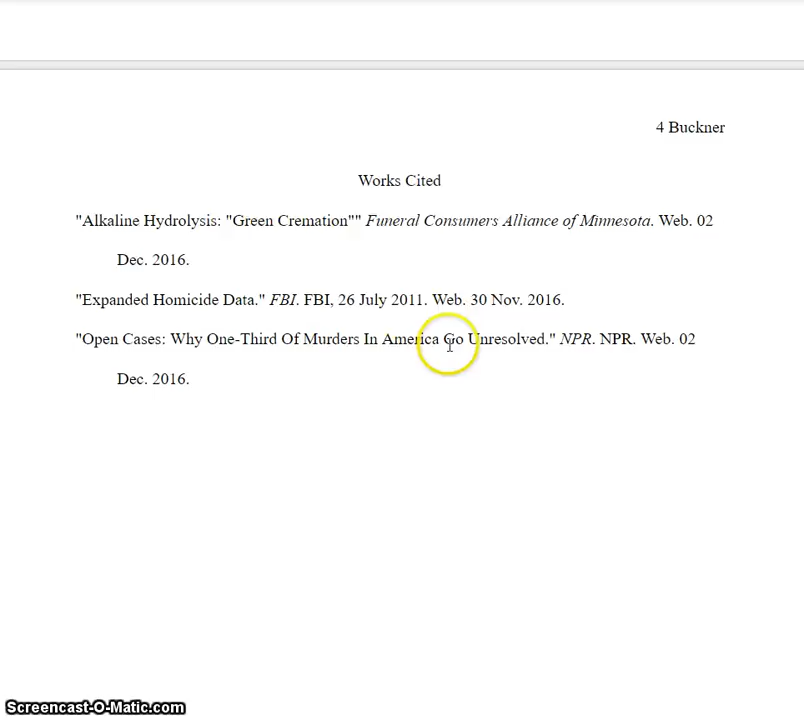 4 Buckner
Works Cited
"Alkaline Hydrolysis: "Green Cremation"" Funeral Consumers Alliance of Minnesota. Web. 02
Dec. 2016.
"Expanded Homicide Data." FBI. FBI, 26 July 2011. Web. 30 Nov. 2016.
"Open Cases: Why One-Third Of Murders In America Go Unresolved." NPR. NPR. Web. 02
Dec. 2016.
Screencast-O-Matic.com